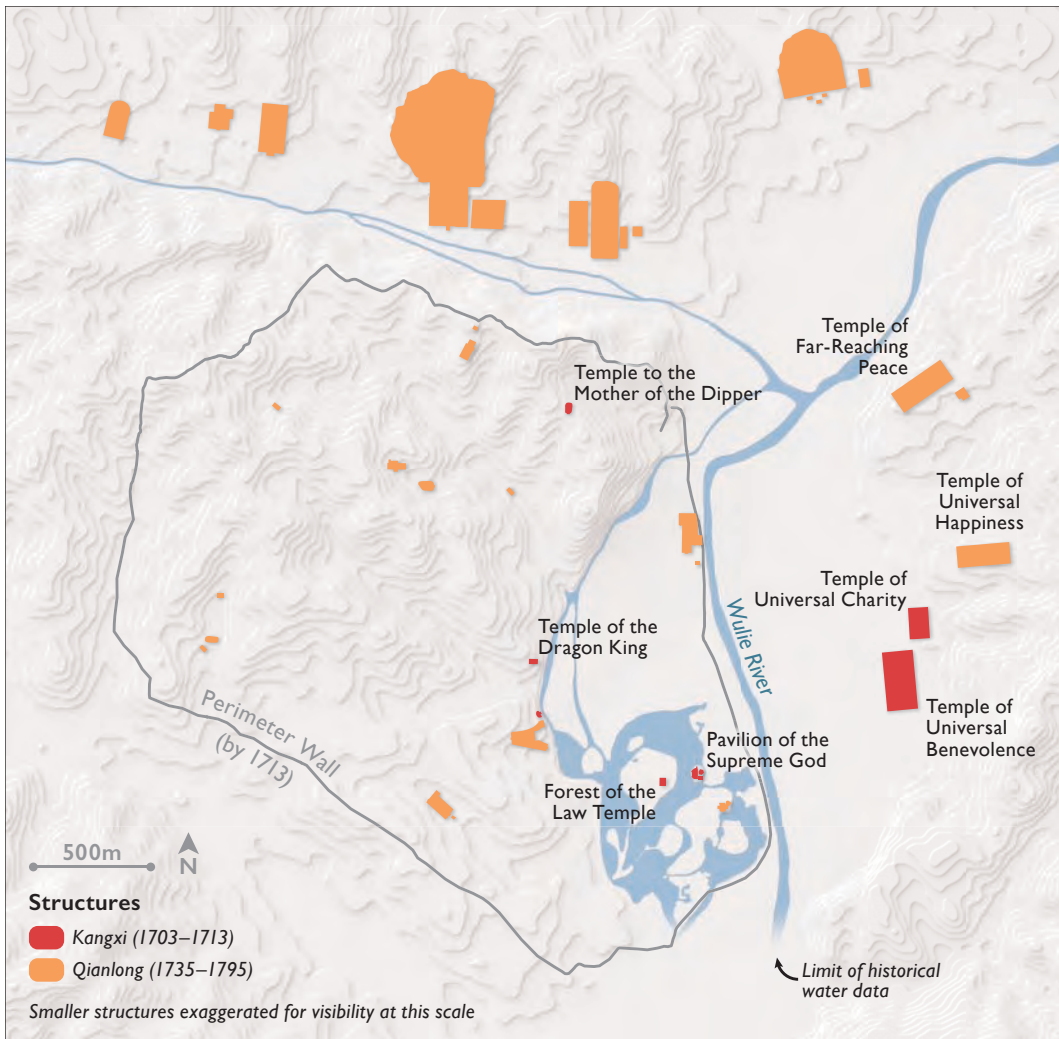 Temple of
Far-Reaching
Peace
Temple to the
Mother of the Dipper
Temple of
Universal
Happiness
Temple of
Universal Charity
Temple of the
Dragon King
Wulie River
Temple of
Universal
Benevolence
Perimeter Wall
(by 1713)
Pavilion of the
Supreme God
Forest of the
Law Temple
500m
N
Structures
Kangxi (1703–1713)
Qianlong (1735–1795)
Limit of historical
water data
Smaller structures exaggerated for visibility at this scale